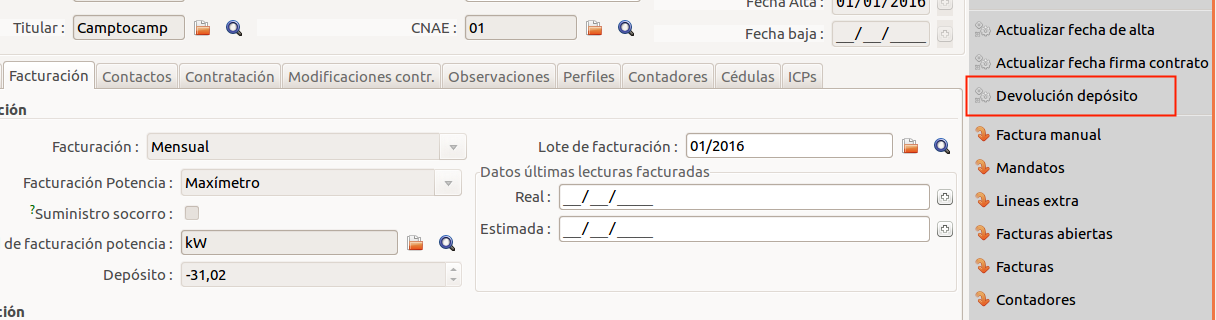 Fecha Alta : 01/01/2016
Titular : Camptocamp CNAE : 01
Fecha baja : __/__/____
Facturación Contactos Contratación Modificaciones contr. Observaciones Perfiles Contadores Cédulas ICPs
ción
Facturación : Mensual
Lote de facturación : 01/2016
Facturación Potencia : Maxímetro
Datos últimas lecturas facturadas
Real : __/__/____
?Suministro socorro :
Estimada : __/__/____
de facturación potencia : kW
Depósito : -31,02
ción
Actualizar fecha de alta
Actualizar fecha firma contrato
Devolución depósito
Factura manual
Mandatos
Lineas extra
Facturas abiertas
Facturas
Contadores